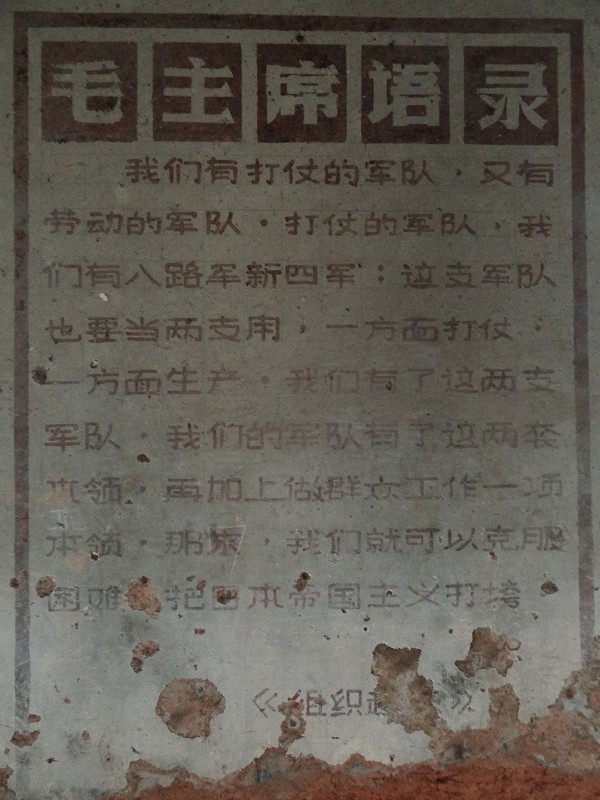 毛主席语录
我们有打仗的军队，又有
劳动的军队。打仗的军队，我
们有八路军新四军；这支军队
也要当两支用，一方面打仗，
一方面生产。我们有了这两支
军队，我们的军队有了这两套
本领，再加上做群众工作一项
本领，那末，我们就可以克服
困难，把日本帝国主义打垮
《组织起